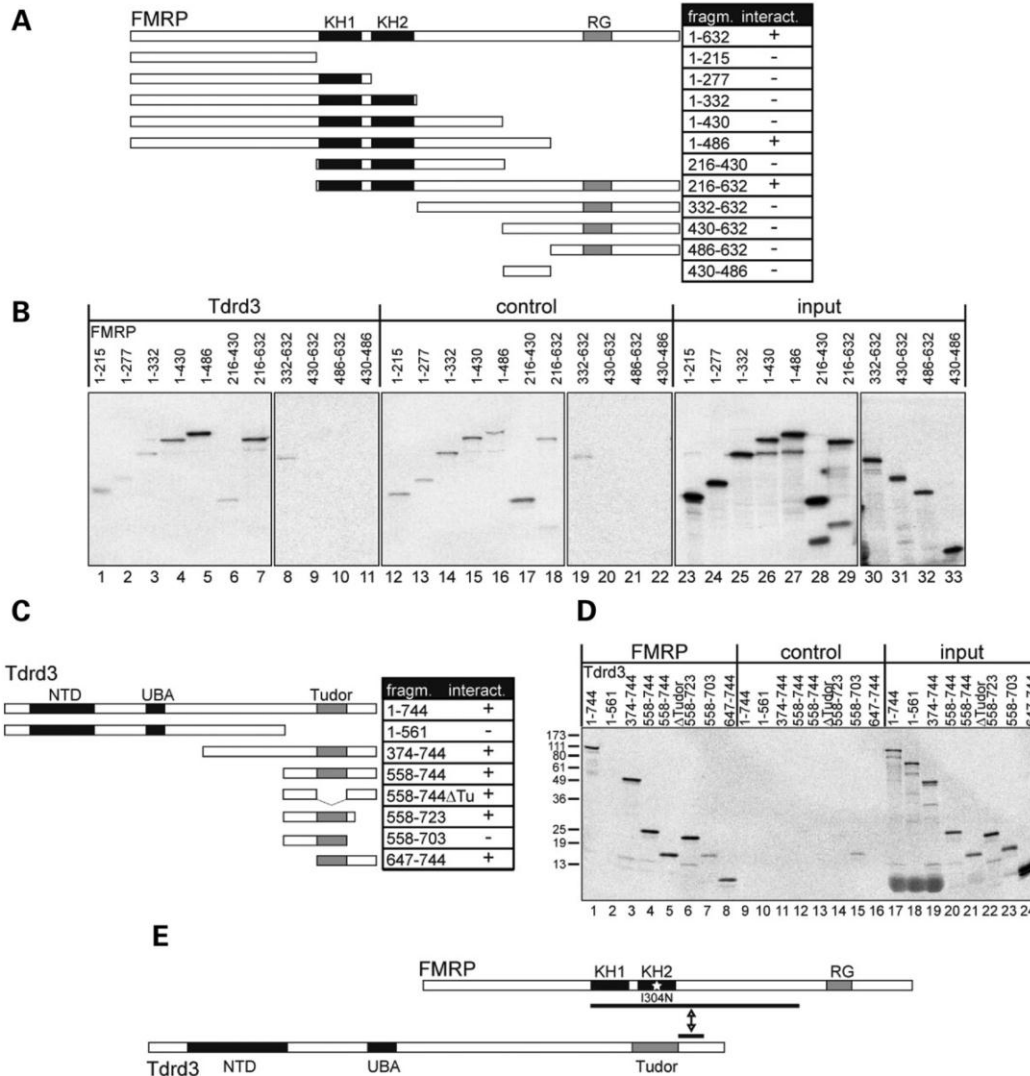 A
FMRP KH1 KH2 RG
fragm. interact.
1-632 +
1-215 -
1-277 -
1-332 -
1-430 -
1-486 +
216-430 -
216-632 +
332-632 -
430-632 -
486-632 -
430-486 -
B
Tdrd3 control input
FMRP
1-215 1-277 1-332 1-430 1-486 216-430 216-632 332-632 430-632 486-632 430-486 1-215 1-277 1-332 1-430 1-486 216-430 216-632 332-632 430-632 486-632 430-486 1-215 1-277 1-332 1-430 1-486 216-430 216-632 332-632 430-632 486-632 430-486
1 2 3 4 5 6 7 8 9 10 11 12 13 14 15 16 17 18 19 20 21 22 23 24 25 26 27 28 29 30 31 32 33
C
Tdrd3
NTD UBA Tudor
fragm. interact.
1-744 +
1-561 -
374-744 +
558-744 +
558-744ΔTu +
558-723 +
558-703 -
647-744 +
D
FMRP control input
Tdrd3
1-744 1-561 374-744 558-744 558-744 ΔTudor 558-723 558-703 647-744 1-744 1-561 374-744 558-744 558-744 ΔTudor 558-723 558-703 647-744 1-744 1-561 374-744 558-744 558-744 ΔTudor 558-723 558-703 647-744
173
111
80
61
49
36
25
19
13
1 2 3 4 5 6 7 8 9 10 11 12 13 14 15 16 17 18 19 20 21 22 23 24
E
FMRP KH1 KH2 RG
I304N
Tdrd3 NTD UBA Tudor